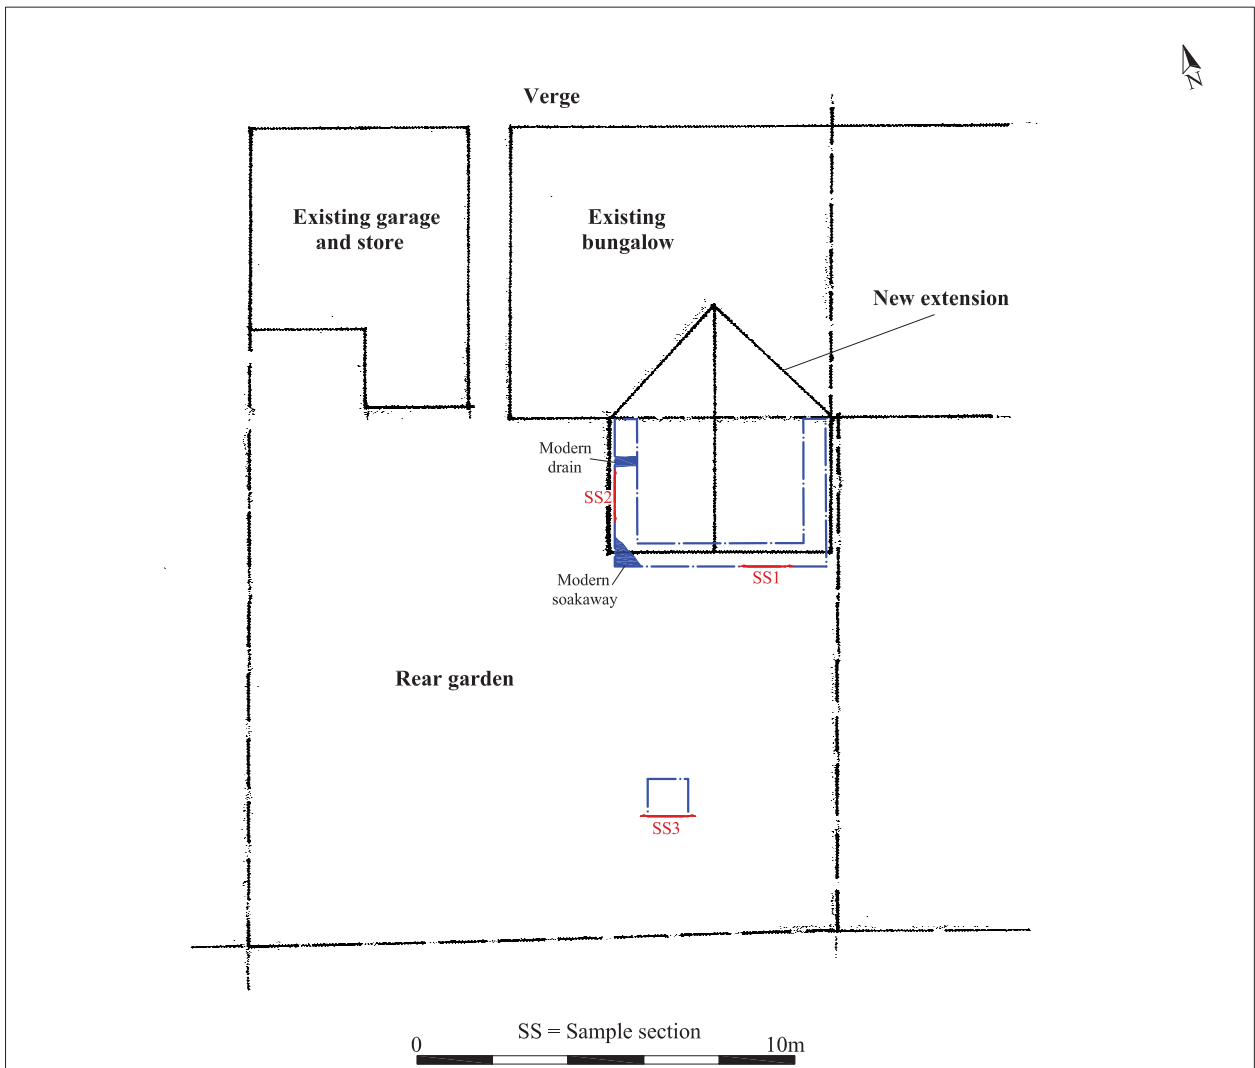 Verge
N
Existing garage
and store
Existing
bungalow
New extension
Modern
drain
SS2
Modern
soakaway
SS1
Rear garden
SS3
SS = Sample section
0
10m